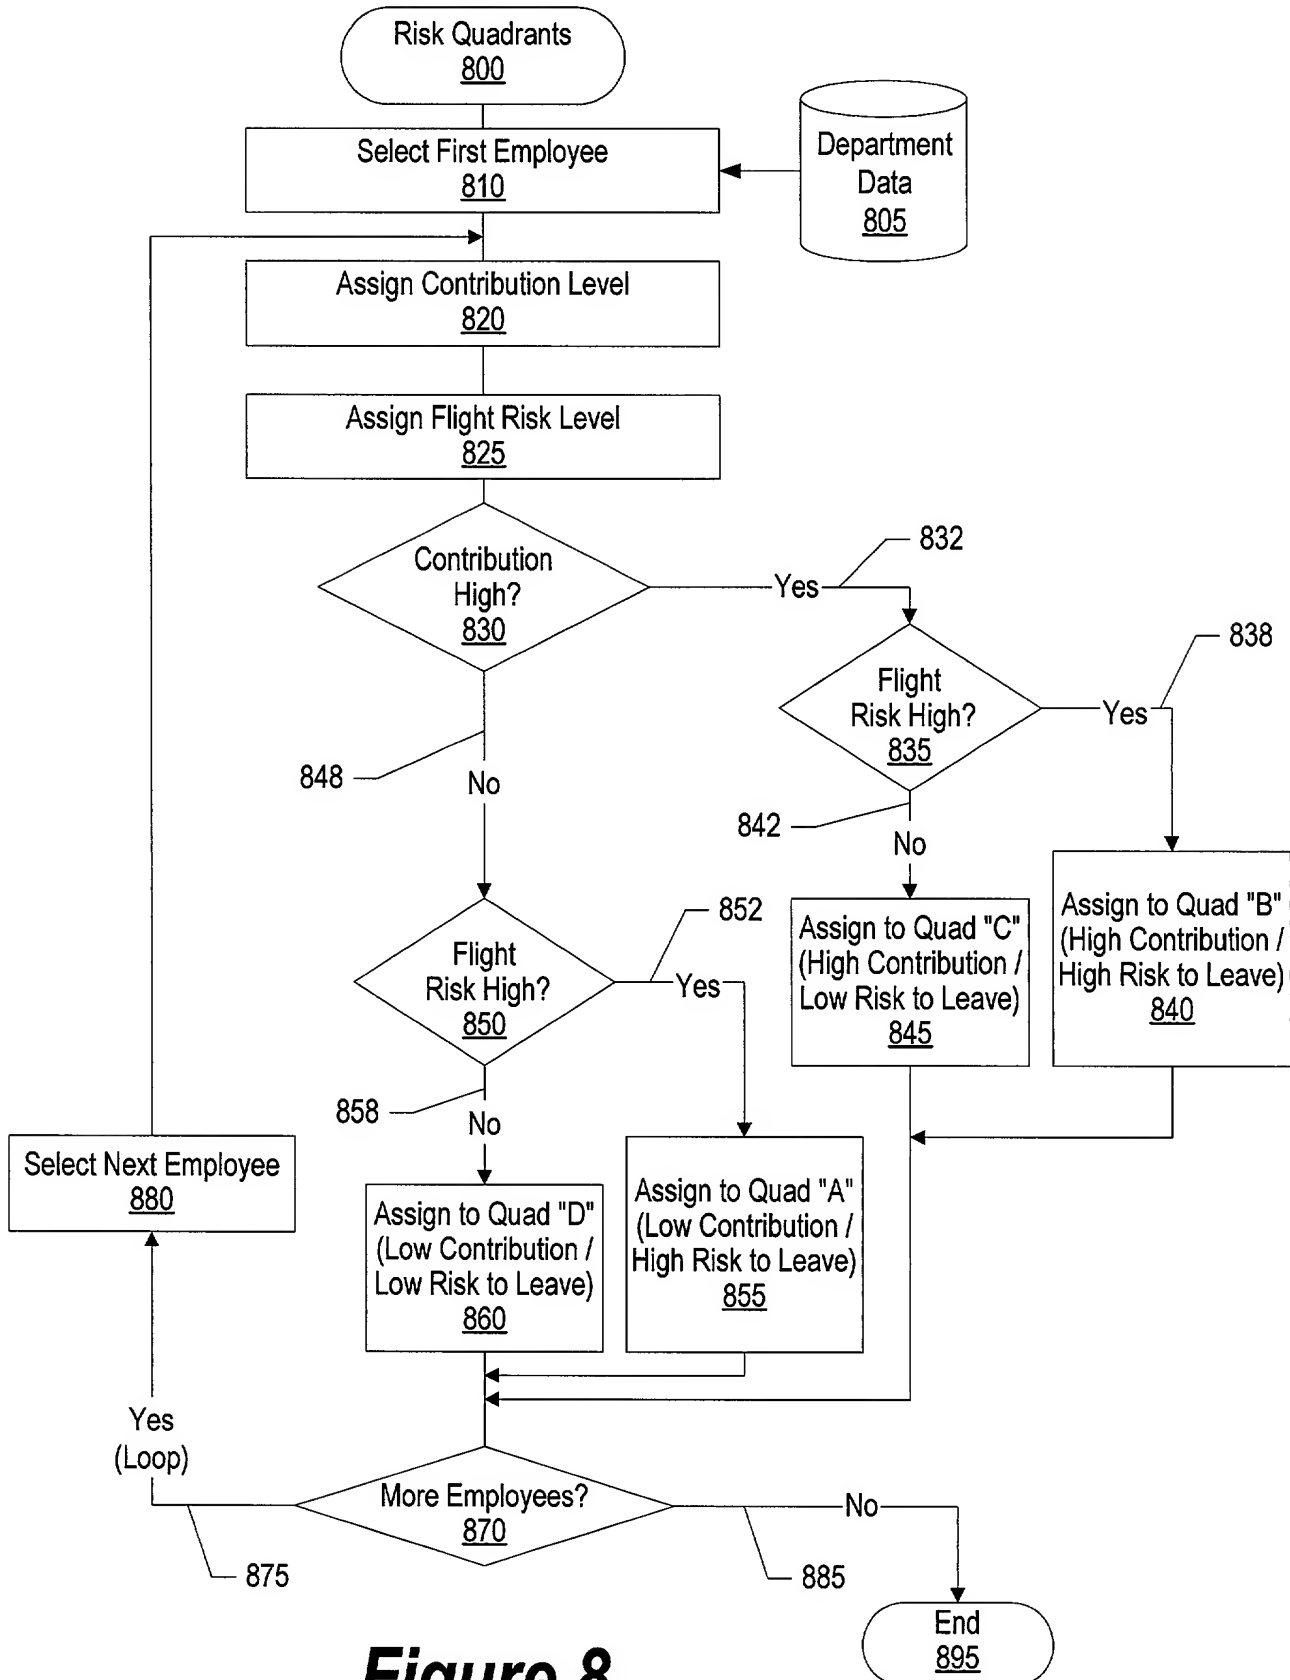 Risk Quadrants
800
Department
Data
805
Select First Employee
810
Assign Contribution Level
820
Assign Flight Risk Level
825
Contribution
High?
830
Yes
832
Flight
Risk High?
835
Yes
838
848
No
842
No
Assign to Quad "B"
(High Contribution /
High Risk to Leave)
840
Assign to Quad "C"
(High Contribution /
Low Risk to Leave)
845
Flight
Risk High?
850
852
Yes
858
No
Select Next Employee
880
Assign to Quad "D"
(Low Contribution /
Low Risk to Leave)
860
Assign to Quad "A"
(Low Contribution /
High Risk to Leave)
855
Yes
(Loop)
More Employees?
870
No
875
885
End
895
Figure 8